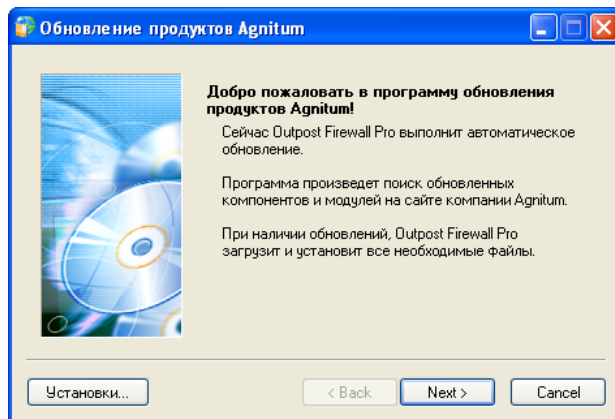 Обновление продуктов Agnitum
Добро пожаловать в программу обновления
продуктов Agnitum!
Сейчас Outpost Firewall Pro выполнит автоматическое
обновление.
Программа произведет поиск обновленных
компонентов и модулей на сайте компании Agnitum.
При наличии обновлений, Outpost Firewall Pro
загрузит и установит все необходимые файлы.
Установки... < Back Next > Cancel